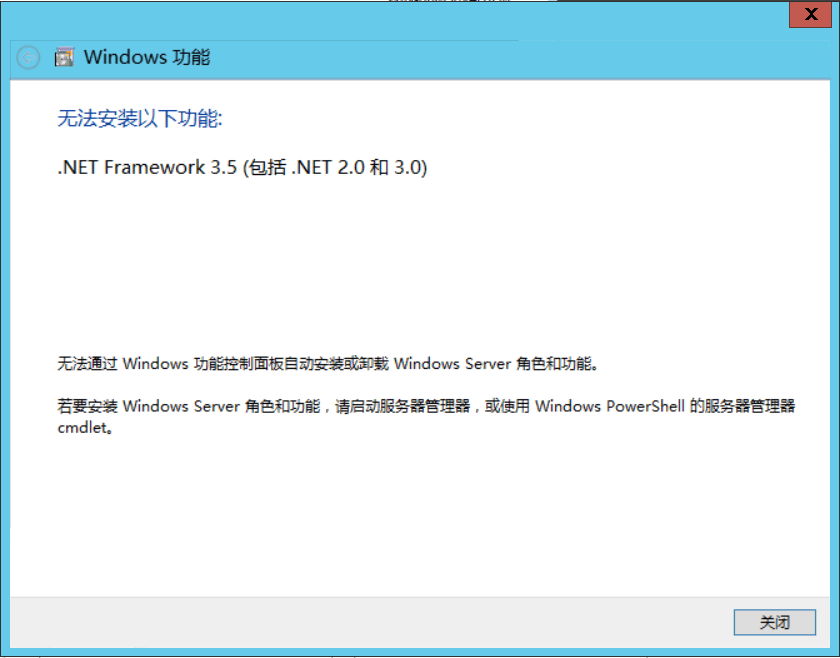 Windows 功能
无法安装以下功能:
.NET Framework 3.5 (包括 .NET 2.0 和 3.0)
无法通过 Windows 功能控制面板自动安装或卸载 Windows Server 角色和功能。
若要安装 Windows Server 角色和功能，请启动服务器管理器，或使用 Windows PowerShell 的服务器管理器
cmdlet。
关闭